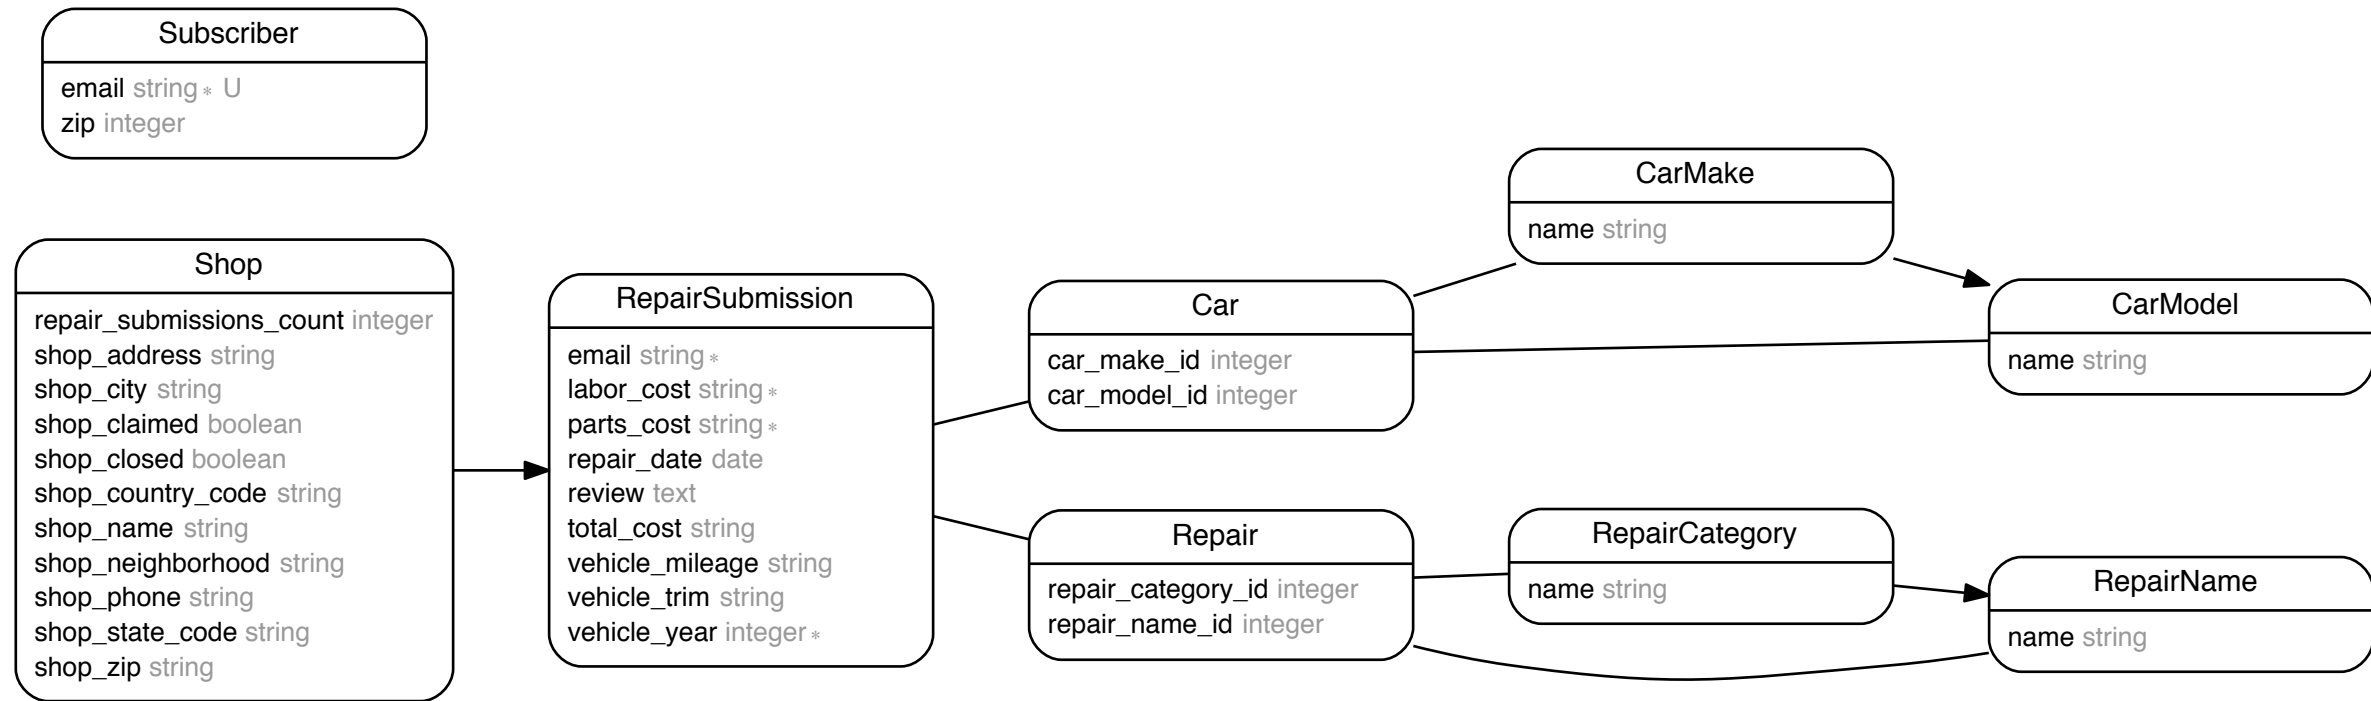 Subscriber
email string * U
zip integer
Shop
repair_submissions_count integer
shop_address string
shop_city string
shop_claimed boolean
shop_closed boolean
shop_country_code string
shop_name string
shop_neighborhood string
shop_phone string
shop_state_code string
shop_zip string
RepairSubmission
email string *
labor_cost string *
parts_cost string *
repair_date date
review text
total_cost string
vehicle_mileage string
vehicle_trim string
vehicle_year integer *
Car
car_make_id integer
car_model_id integer
Repair
repair_category_id integer
repair_name_id integer
CarMake
name string
RepairCategory
name string
CarModel
name string
RepairName
name string